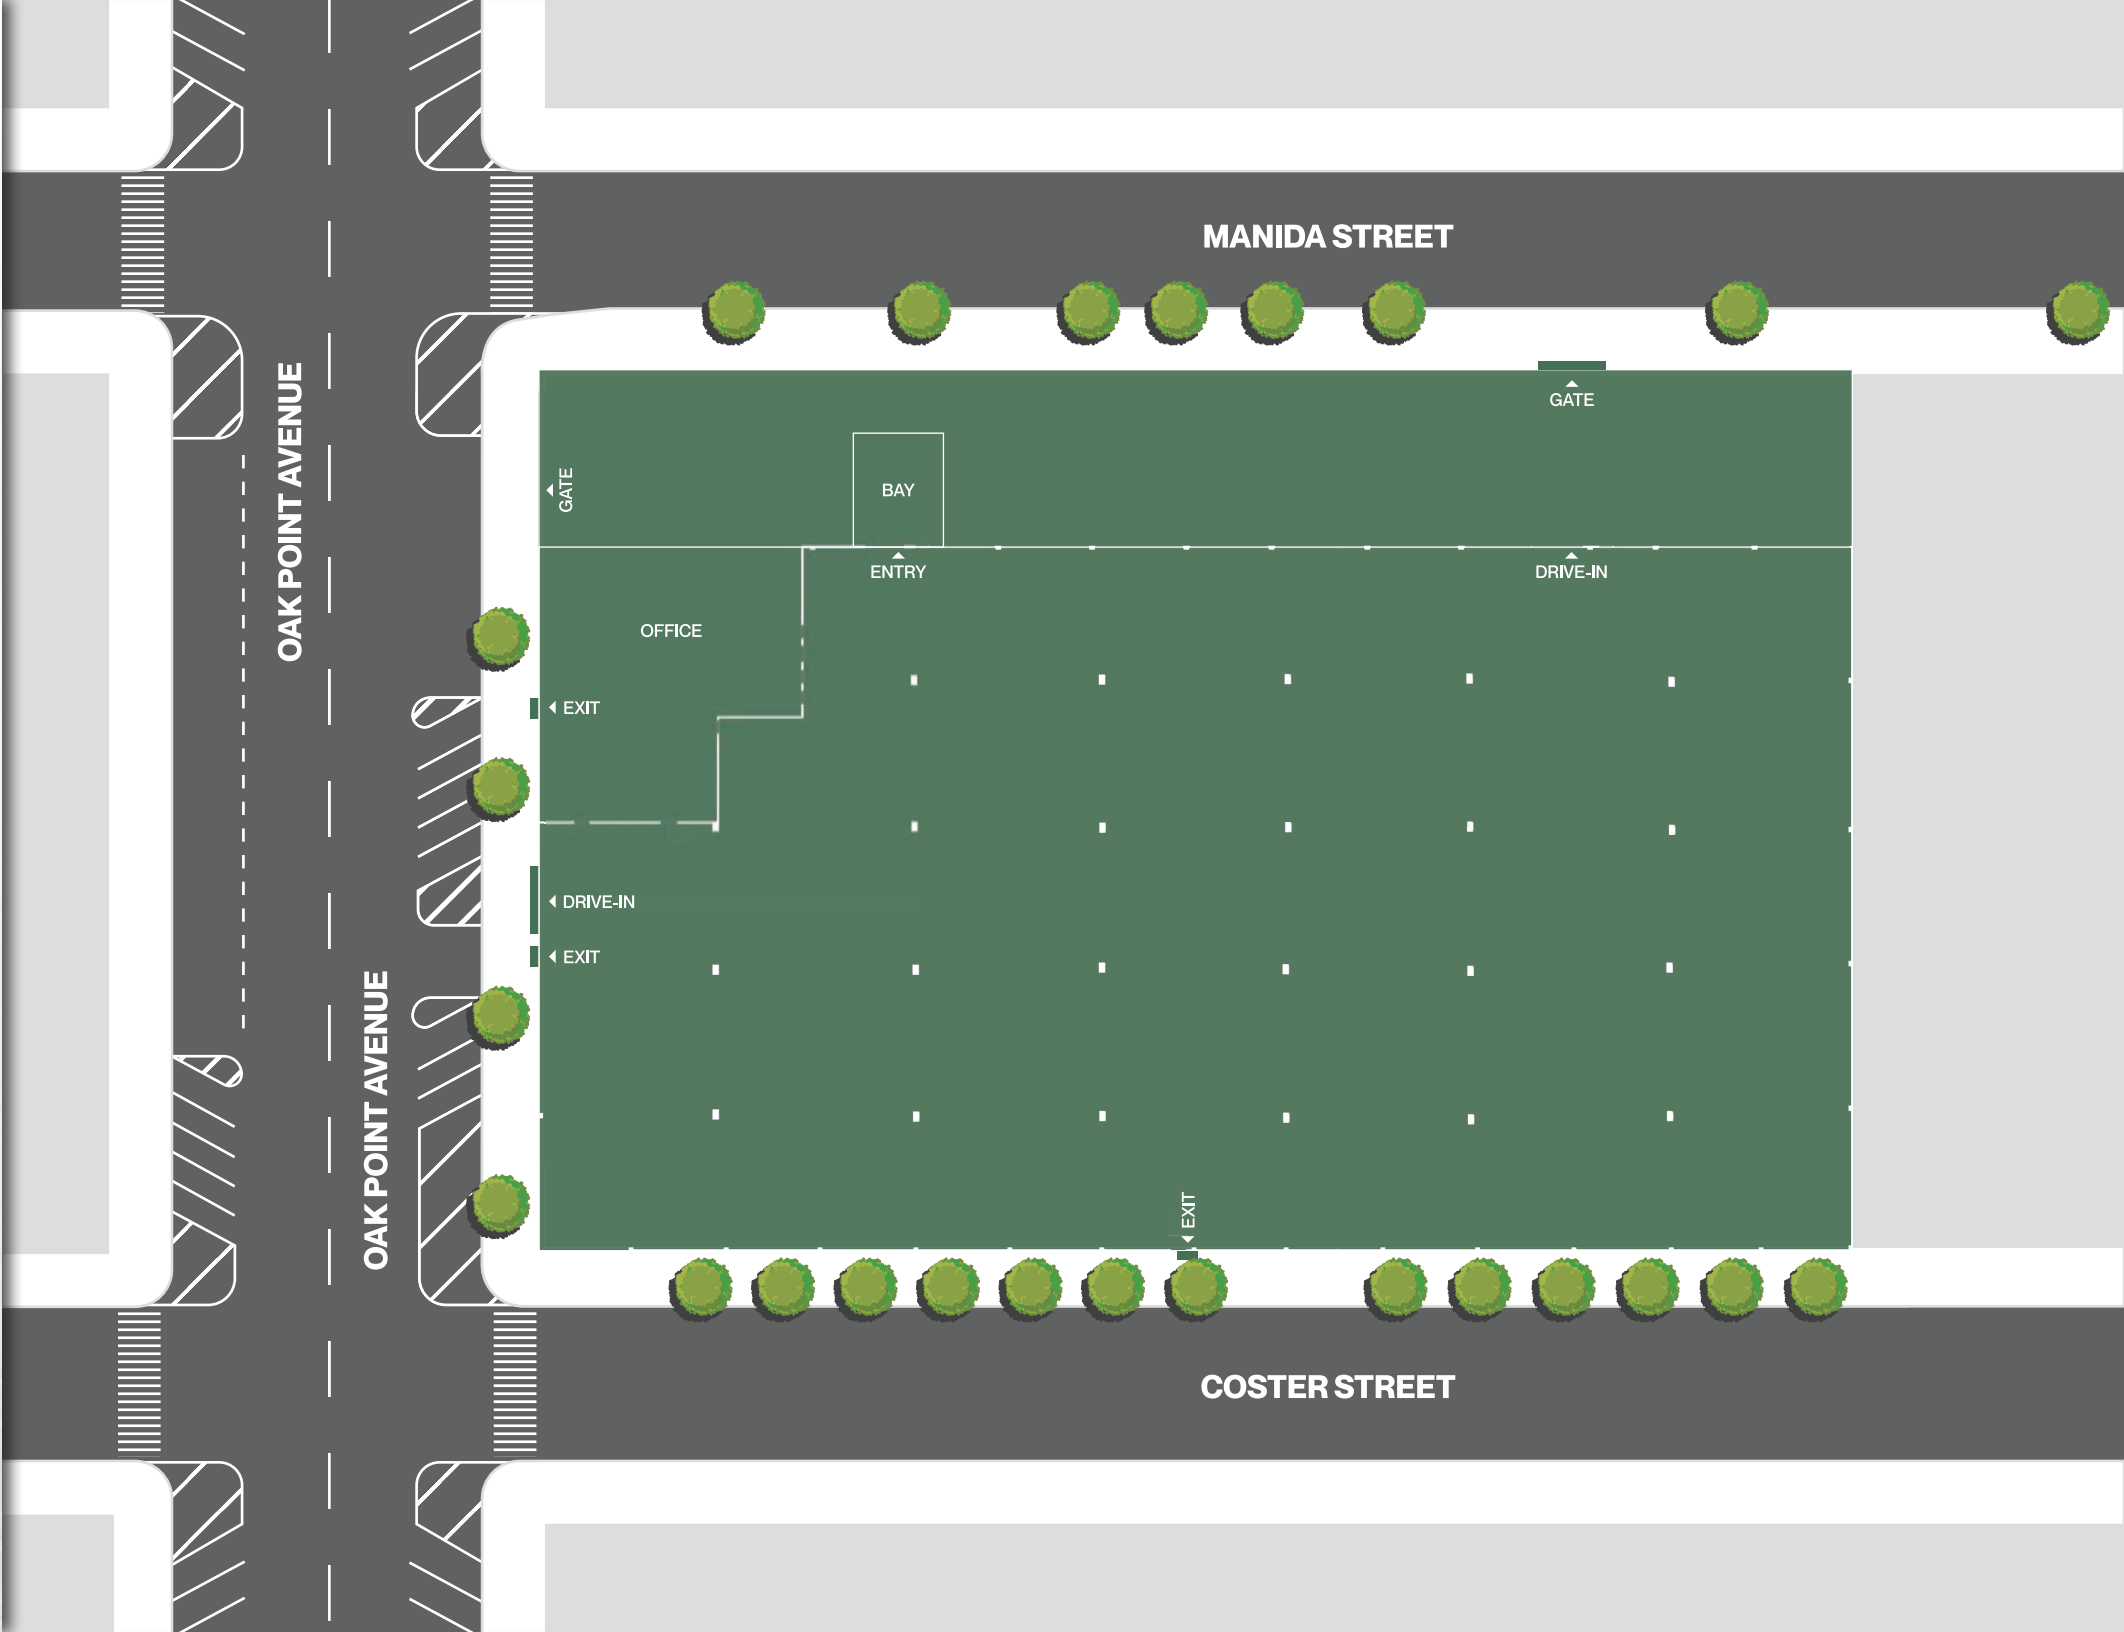 MANIDA STREET
GATE
OAK POINT AVENUE
GATE
BAY
ENTRY
DRIVE-IN
OFFICE
EXIT
DRIVE-IN
EXIT
OAK POINT AVENUE
EXIT
COSTER STREET